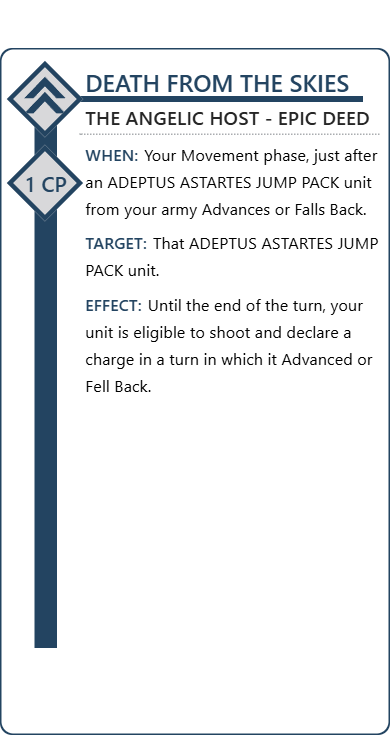 DEATH FROM THE SKIES
THE ANGELIC HOST - EPIC DEED
WHEN: Your Movement phase, just after
1 CP
an ADEPTUS ASTARTES JUMP PACK unit
from your army Advances or Falls Back.
TARGET: That ADEPTUS ASTARTES JUMP
PACK unit.
EFFECT: Until the end of the turn, your
unit is eligible to shoot and declare a
charge in a turn in which it Advanced or
Fell Back.